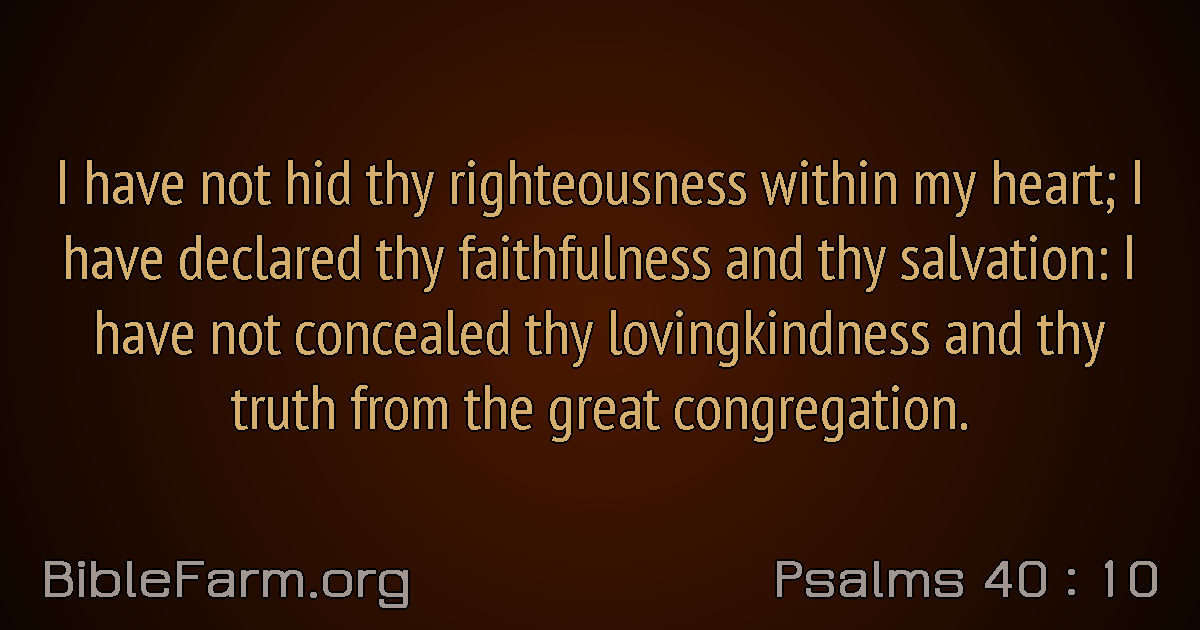 I have not hid thy righteousness within my heart; I
have declared thy faithfulness and thy salvation: I
have not concealed thy lovingkindness and thy
truth from the great congregation.
BibleFarm.org
Psalms 40 : 10